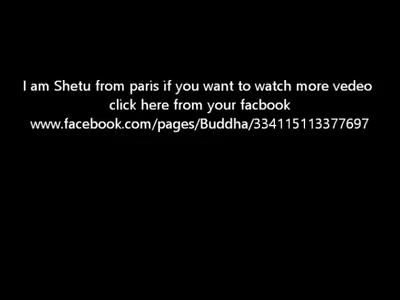 I am Shetu from paris if you want to watch more vedeo
click here from your facbook
www.facebook.com/pages/Buddha/334115113377697